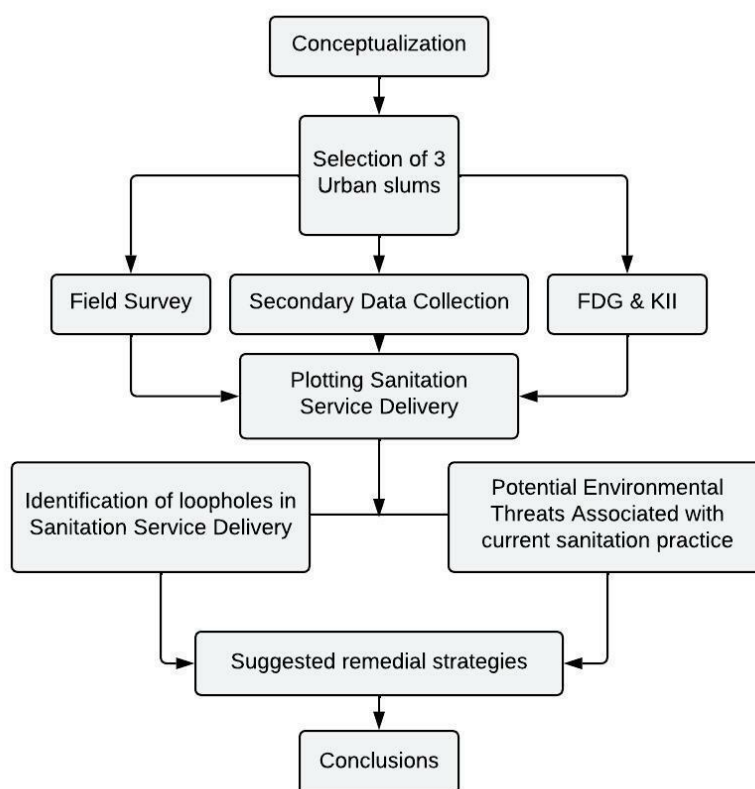 Conceptualization
Selection of 3
Urban slums
Field Survey
Secondary Data Collection
FDG & KII
Plotting Sanitation
Service Delivery
Identification of loopholes in
Sanitation Service Delivery
Potential Environmental
Threats Associated with
current sanitation practice
Suggested remedial strategies
Conclusions